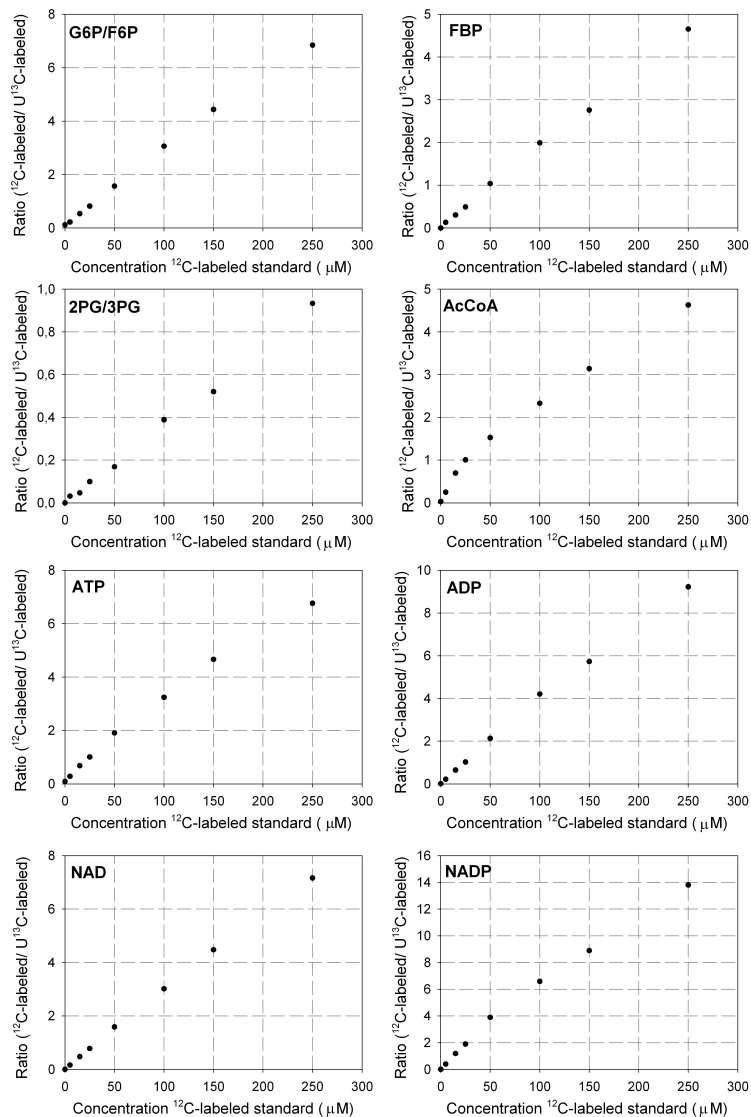 G6P/F6P
Ratio (¹²C-labeled/ U¹³C-labeled)
8
6
4
2
0
0 50 100 150 200 250 300
Concentration ¹²C-labeled standard ( μM)
FBP
Ratio (¹²C-labeled/ U¹³C-labeled)
5
4
3
2
1
0
0 50 100 150 200 250 300
Concentration ¹²C-labeled standard ( μM)
2PG/3PG
Ratio (¹²C-labeled/ U¹³C-labeled)
1,0
0,8
0,6
0,4
0,2
0,0
0 50 100 150 200 250 300
Concentration ¹²C-labeled standard ( μM)
AcCoA
Ratio (¹²C-labeled/ U¹³C-labeled)
5
4
3
2
1
0
0 50 100 150 200 250 300
Concentration ¹²C-labeled standard ( μM)
ATP
Ratio (¹²C-labeled/ U¹³C-labeled)
8
6
4
2
0
0 50 100 150 200 250 300
Concentration ¹²C-labeled standard ( μM)
ADP
Ratio (¹²C-labeled/ U¹³C-labeled)
10
8
6
4
2
0
0 50 100 150 200 250 300
Concentration ¹²C-labeled standard ( μM)
NAD
Ratio (¹²C-labeled/ U¹³C-labeled)
8
6
4
2
0
0 50 100 150 200 250 300
Concentration ¹²C-labeled standard ( μM)
NADP
Ratio (¹²C-labeled/ U¹³C-labeled)
16
14
12
10
8
6
4
2
0
0 50 100 150 200 250 300
Concentration ¹²C-labeled standard ( μM)